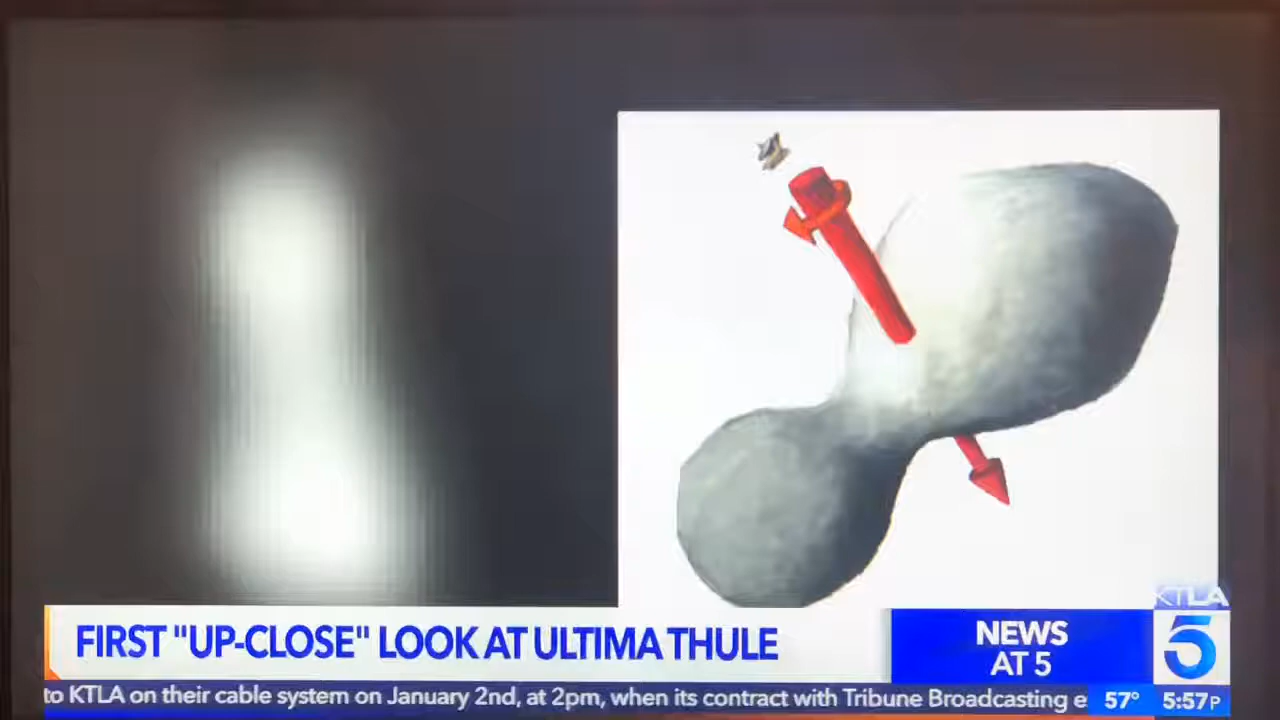 FIRST "UP-CLOSE" LOOK AT ULTIMA THULE
NEWS
AT 5
KTLA
5
to KTLA on their cable system on January 2nd, at 2pm, when its contract with Tribune Broadcasting e
57° 5:57P